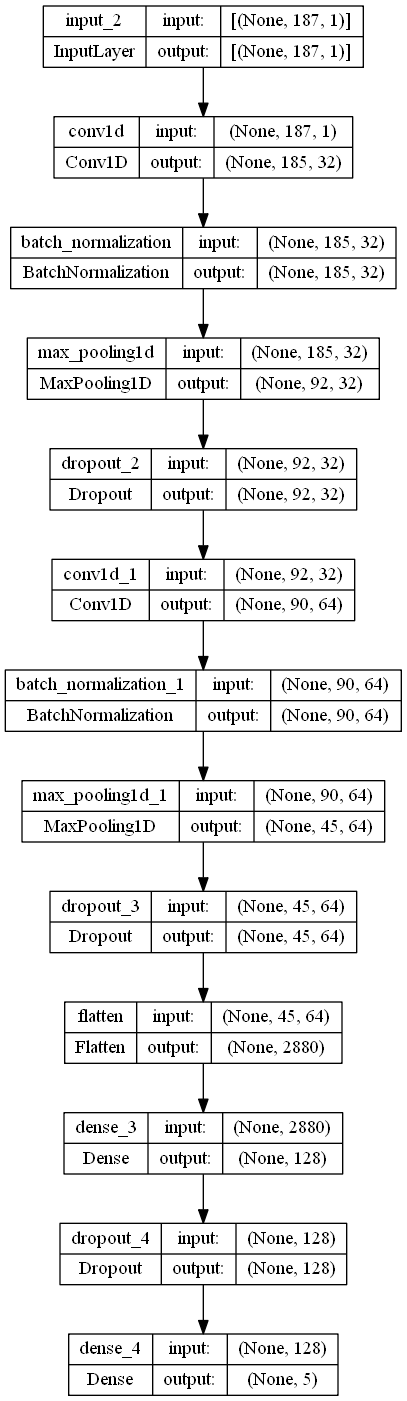 input_2 input: [(None, 187, 1)]
InputLayer output: [(None, 187, 1)]
conv1d input: (None, 187, 1)
Conv1D output: (None, 185, 32)
batch_normalization input: (None, 185, 32)
BatchNormalization output: (None, 185, 32)
max_pooling1d input: (None, 185, 32)
MaxPooling1D output: (None, 92, 32)
dropout_2 input: (None, 92, 32)
Dropout output: (None, 92, 32)
conv1d_1 input: (None, 92, 32)
Conv1D output: (None, 90, 64)
batch_normalization_1 input: (None, 90, 64)
BatchNormalization output: (None, 90, 64)
max_pooling1d_1 input: (None, 90, 64)
MaxPooling1D output: (None, 45, 64)
dropout_3 input: (None, 45, 64)
Dropout output: (None, 45, 64)
flatten input: (None, 45, 64)
Flatten output: (None, 2880)
dense_3 input: (None, 2880)
Dense output: (None, 128)
dropout_4 input: (None, 128)
Dropout output: (None, 128)
dense_4 input: (None, 128)
Dense output: (None, 5)